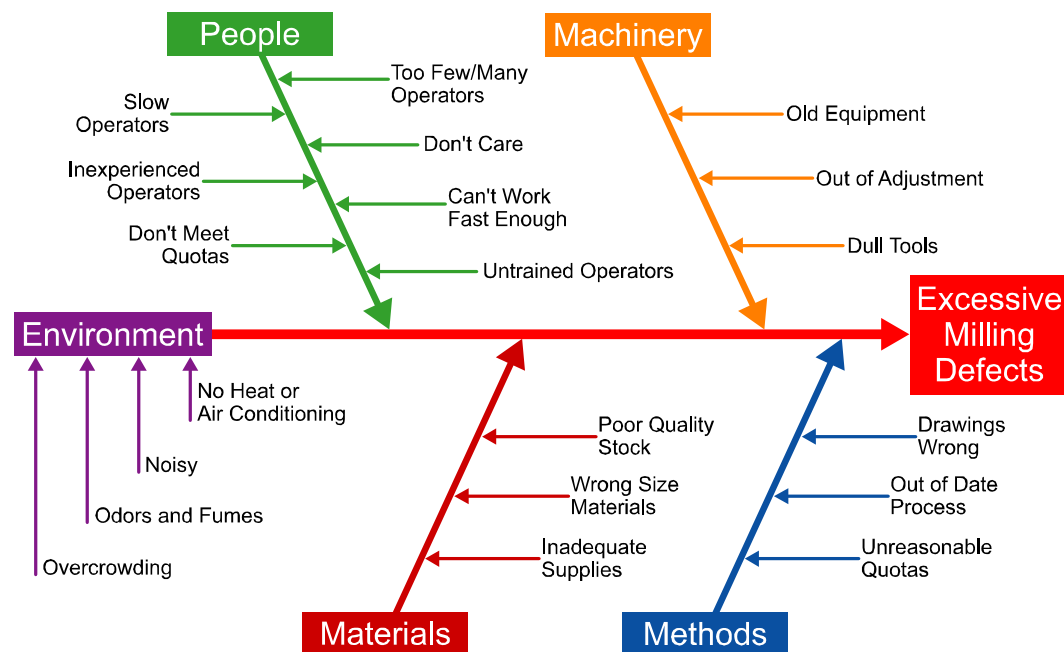 People
Machinery
Too Few/Many
Operators
Slow
Operators
Don't Care
Inexperienced
Operators
Can't Work
Fast Enough
Don't Meet
Quotas
Untrained Operators
Old Equipment
Out of Adjustment
Dull Tools
Environment
Excessive
Milling
Defects
No Heat or
Air Conditioning
Noisy
Odors and Fumes
Overcrowding
Poor Quality
Stock
Wrong Size
Materials
Inadequate
Supplies
Drawings
Wrong
Out of Date
Process
Unreasonable
Quotas
Materials
Methods